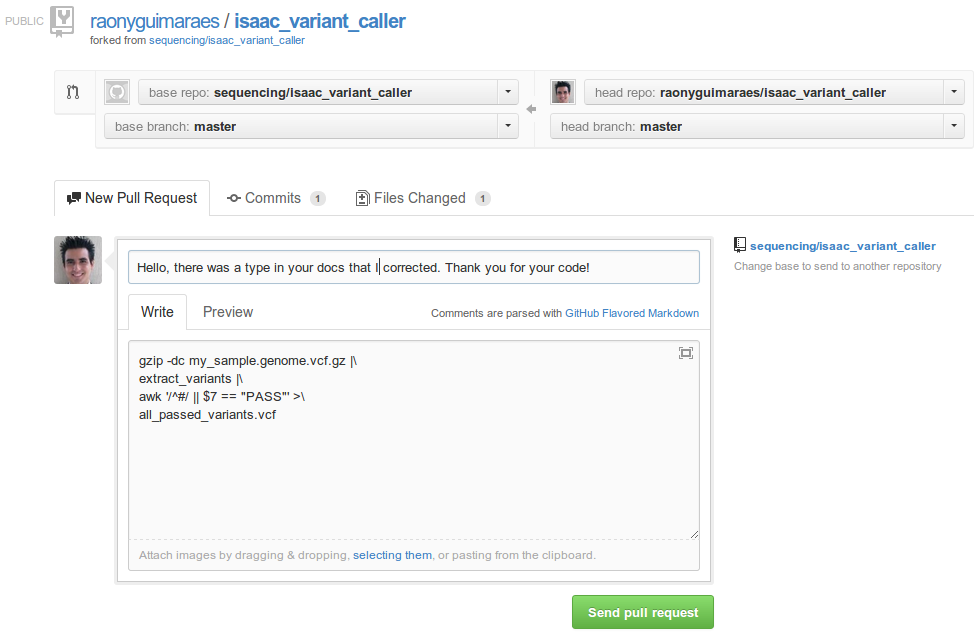 PUBLIC raonyguimaraes / isaac_variant_caller
forked from sequencing/isaac_variant_caller
base repo: sequencing/isaac_variant_caller
head repo: raonyguimaraes/isaac_variant_caller
base branch: master
head branch: master
New Pull Request Commits 1 Files Changed 1
Hello, there was a type in your docs that I corrected. Thank you for your code!
sequencing/isaac_variant_caller
Change base to send to another repository
Write Preview Comments are parsed with GitHub Flavored Markdown
gzip -dc my_sample.genome.vcf.gz |\
extract_variants |\
awk '/^#/ || $7 == "PASS"' >\
all_passed_variants.vcf
Attach images by dragging & dropping, selecting them, or pasting from the clipboard.
Send pull request